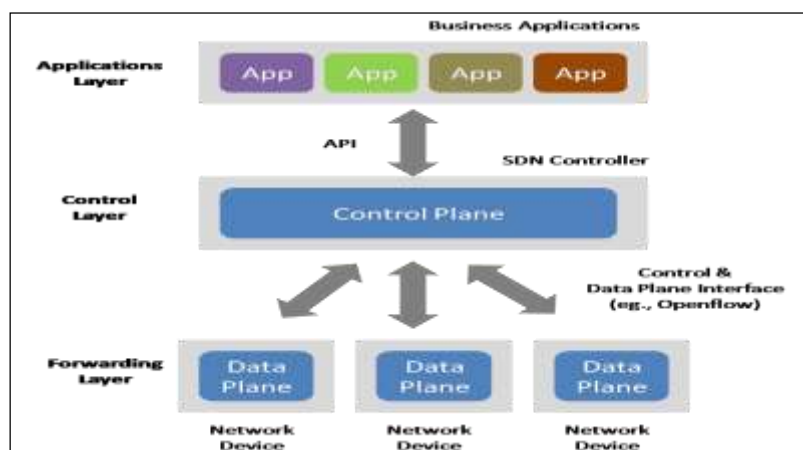 Business Applications
Applications
Layer
App App App App
API
SDN Controller
Control
Layer
Control Plane
Control &
Data Plane Interface
(eg., Openflow)
Forwarding
Layer
Data
Plane
Data
Plane
Data
Plane
Network
Device
Network
Device
Network
Device